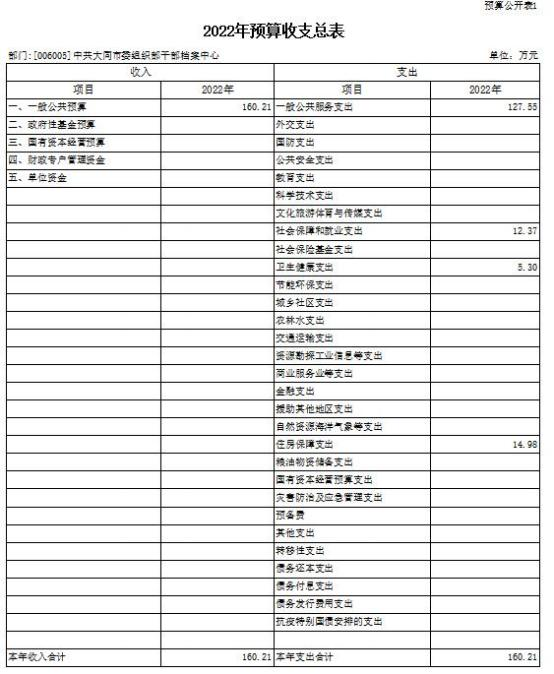 预算公开表1
2022年预算收支总表
部门:[006005]中共大同市委组织部干部档案中心 单位：万元
收入 支出
项目 2022年 项目 2022年
一、一般公共预算 160.21 一般公共服务支出 127.55
二、政府性基金预算 外交支出
三、国有资本经营预算 国防支出
四、财政专户管理资金 公共安全支出
五、单位资金 教育支出
科学技术支出
文化旅游体育与传媒支出
社会保障和就业支出 12.37
社会保险基金支出
卫生健康支出 5.30
节能环保支出
城乡社区支出
农林水支出
交通运输支出
资源勘探工业信息等支出
商业服务业等支出
金融支出
援助其他地区支出
自然资源海洋气象等支出
住房保障支出 14.98
粮油物资储备支出
国有资本经营预算支出
灾害防治及应急管理支出
预备费
其他支出
转移性支出
债务还本支出
债务付息支出
债务发行费用支出
抗疫特别国债安排的支出
本年收入合计 160.21 本年支出合计 160.21